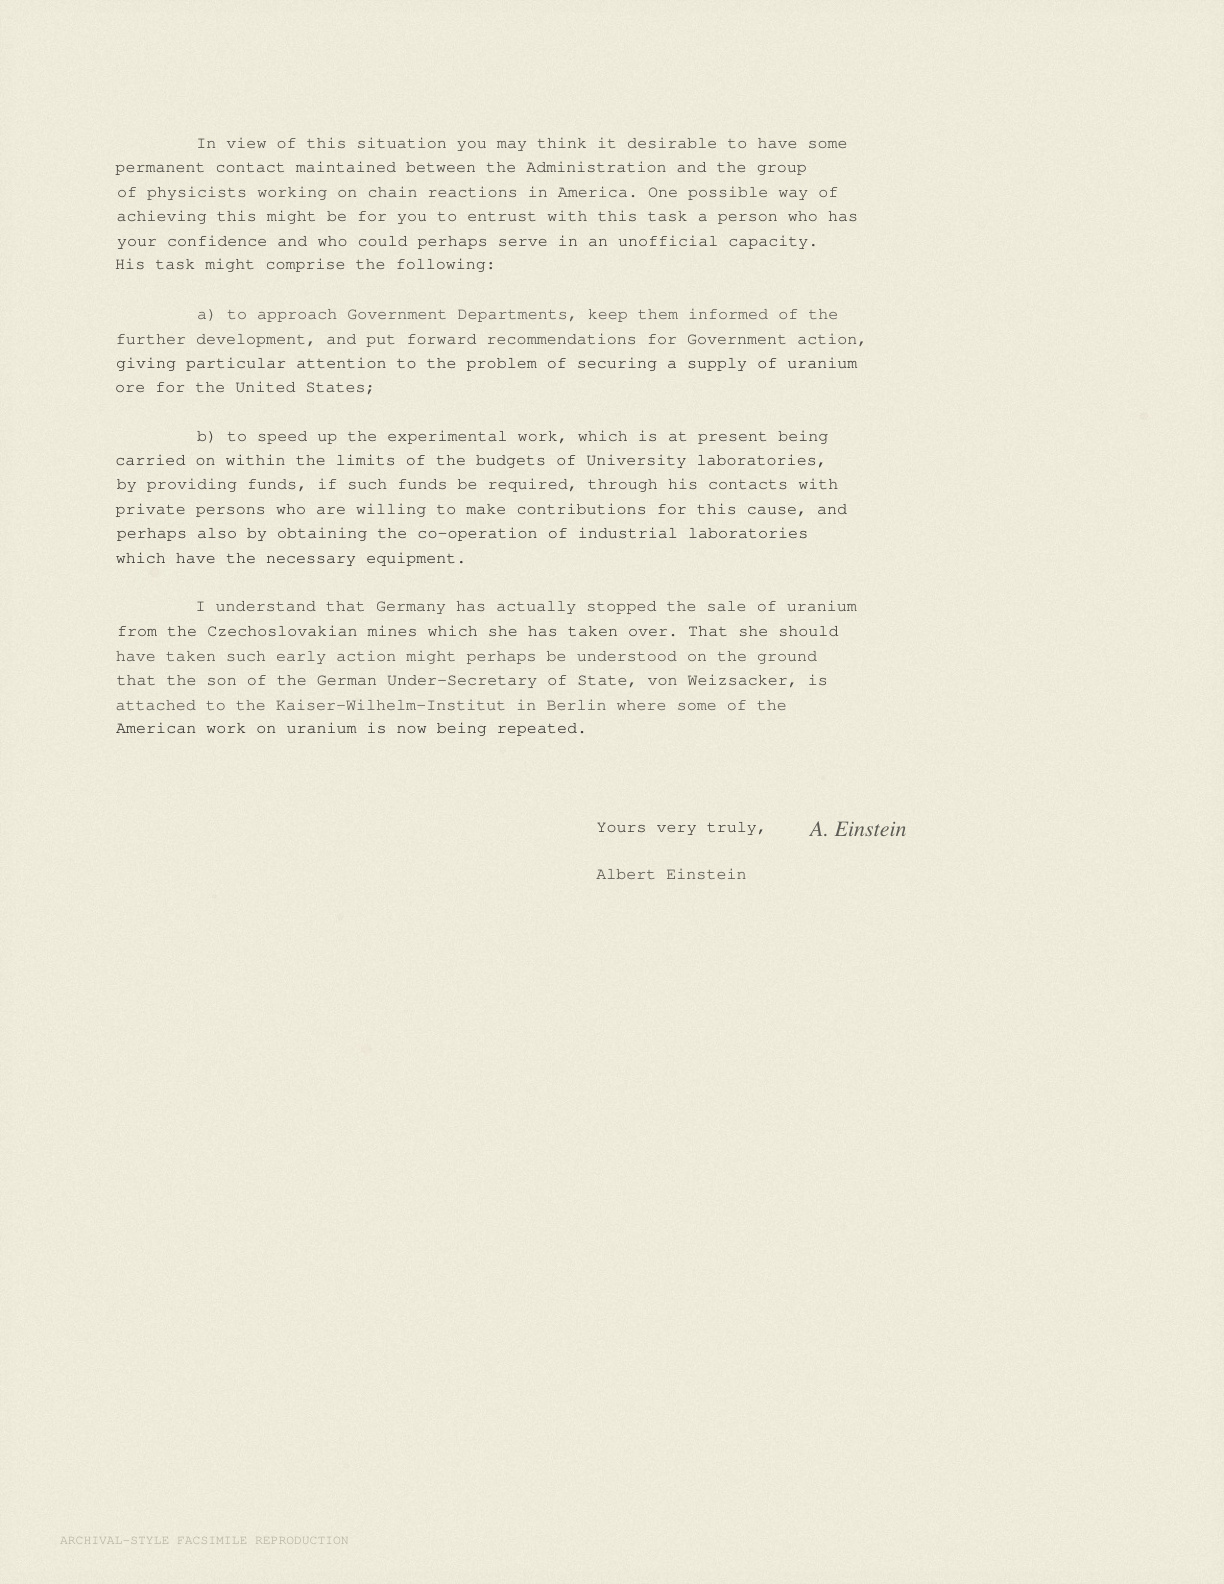 In view of this situation you may think it desirable to have some
permanent contact maintained between the Administration and the group
of physicists working on chain reactions in America. One possible way of
achieving this might be for you to entrust with this task a person who has
your confidence and who could perhaps serve in an unofficial capacity.
His task might comprise the following:
a) to approach Government Departments, keep them informed of the
further development, and put forward recommendations for Government action,
giving particular attention to the problem of securing a supply of uranium
ore for the United States;
b) to speed up the experimental work, which is at present being
carried on within the limits of the budgets of University laboratories,
by providing funds, if such funds be required, through his contacts with
private persons who are willing to make contributions for this cause, and
perhaps also by obtaining the co-operation of industrial laboratories
which have the necessary equipment.
I understand that Germany has actually stopped the sale of uranium
from the Czechoslovakian mines which she has taken over. That she should
have taken such early action might perhaps be understood on the ground
that the son of the German Under-Secretary of State, von Weizsacker, is
attached to the Kaiser-Wilhelm-Institut in Berlin where some of the
American work on uranium is now being repeated.
Yours very truly, A. Einstein
Albert Einstein
ARCHIVAL-STYLE FACSIMILE REPRODUCTION